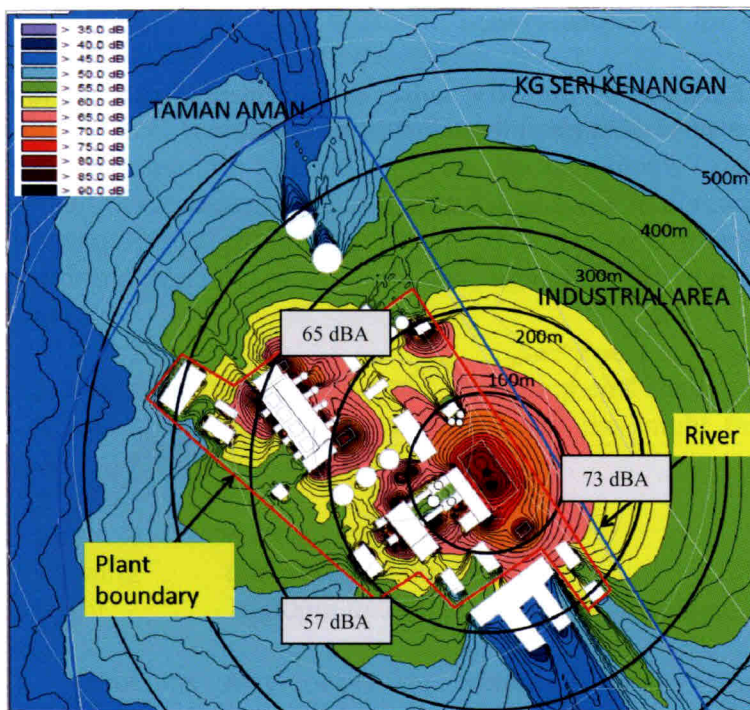 > 35.0 dB
> 40.0 dB
> 45.0 dB
> 50.0 dB
> 55.0 dB
> 60.0 dB
> 65.0 dB
> 70.0 dB
> 75.0 dB
> 80.0 dB
> 85.0 dB
> 90.0 dB
TAMAN AMAN
KG SERI KENANGAN
500m
400m
300m
INDUSTRIAL AREA
65 dBA
200m
100m
River
73 dBA
Plant
boundary
57 dBA